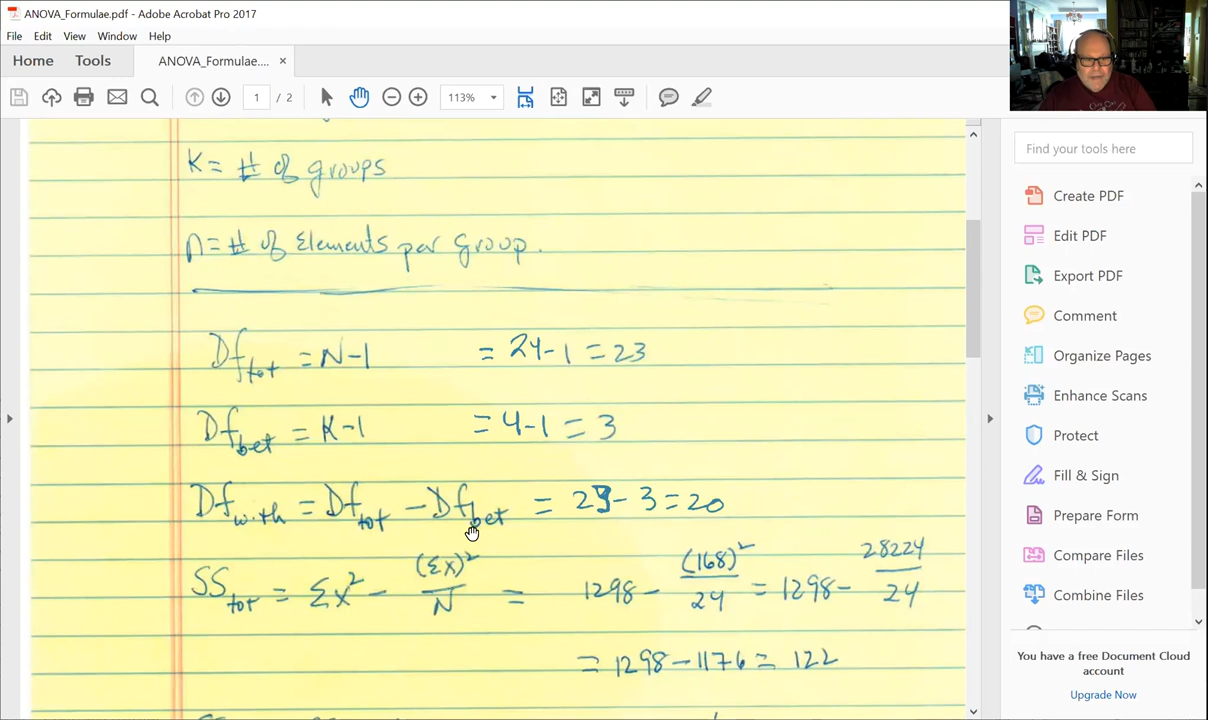 ANOVA_Formulae.pdf - Adobe Acrobat Pro 2017
File Edit View Window Help
Home Tools ANOVA_Formulae.... ×
1 / 2 113%
K = # of groups
n = # of Elements per group.
Df tot = N-1 = 24-1 = 23
Df bet = K-1 = 4-1 = 3
Df with = Df tot - Df bet = 23-3 = 20
SS tot = Σx² - (Σx)²/N = 1298 - (168)²/24 = 1298 - 28224/24
= 1298 - 1176 = 122
Find your tools here
Create PDF
Edit PDF
Export PDF
Comment
Organize Pages
Enhance Scans
Protect
Fill & Sign
Prepare Form
Compare Files
Combine Files
You have a free Document Cloud
account
Upgrade Now